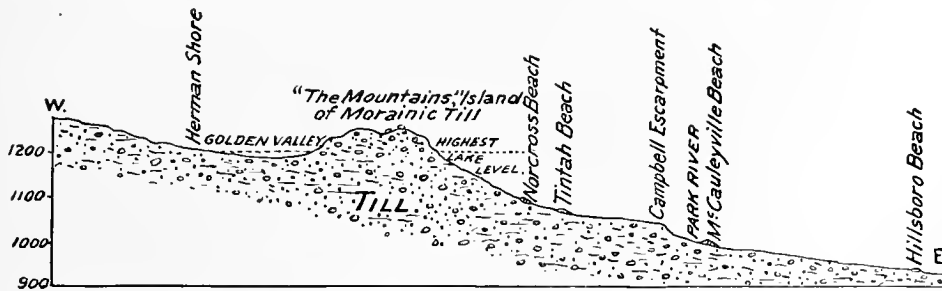 W.
Herman Shore
"The Mountains," Island
of Morainic Till
GOLDEN VALLEY
HIGHEST
LAKE
LEVEL.
Norcross Beach
Tintah Beach
Campbell Escarpment
PARK RIVER
McCauleyville Beach
Hillsboro Beach
E
TILL
1200
1100
1000
900